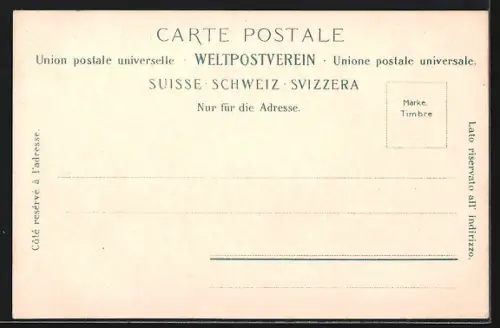 CARTE POSTALE
Union postale universelle · WELTPOSTVEREIN · Unione postale universale.
SUISSE · SCHWEIZ · SVIZZERA
Nur für die Adresse.
Marke.
Timbre
Côté resérvé à l'adresse.
Lato riservato all' indirizzo.